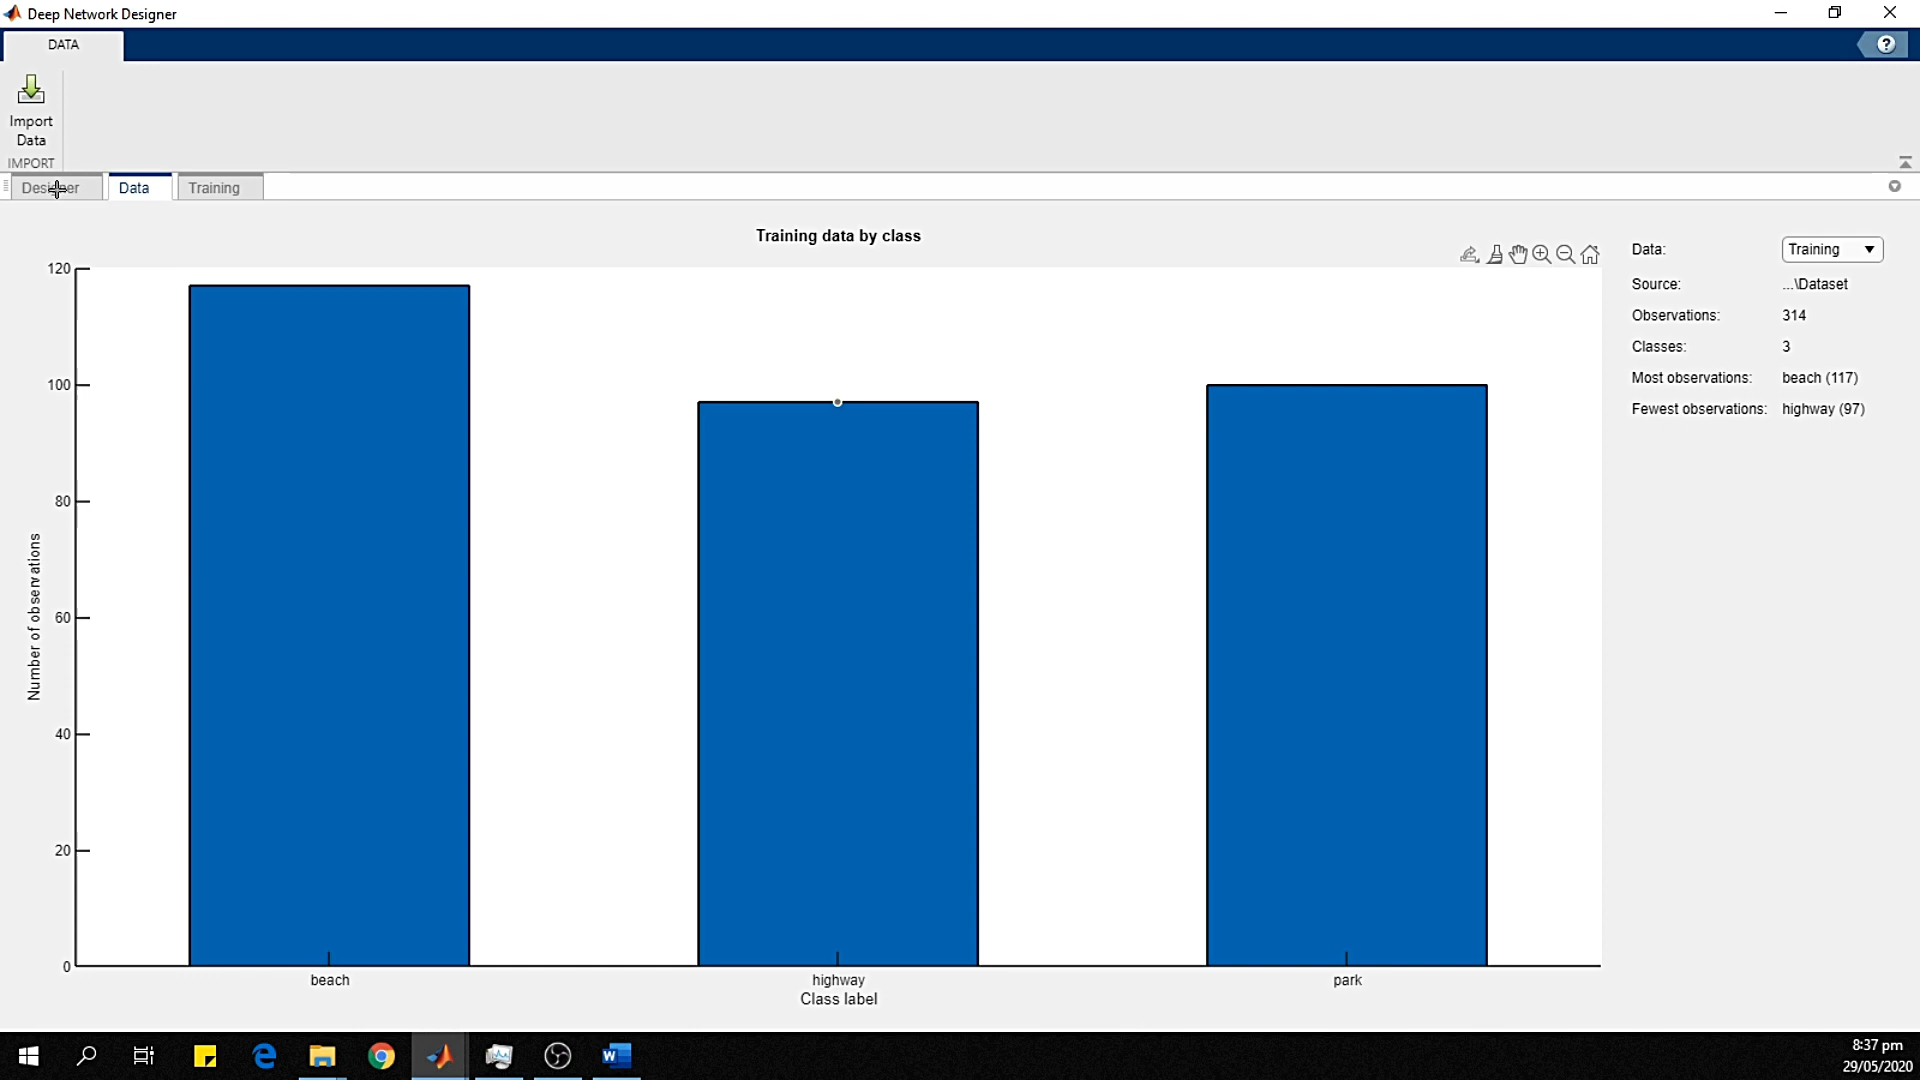 Deep Network Designer
DATA
Import
Data
IMPORT
Designer
Data
Training
Training data by class
Data:
Training
Source:
...\Dataset
Observations:
314
Classes:
3
Most observations:
beach (117)
Fewest observations:
highway (97)
120
100
80
60
40
20
0
Number of observations
beach
highway
park
Class label
8:37 pm
29/05/2020